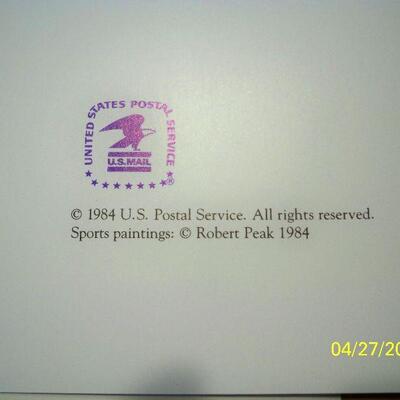 UNITED STATES POSTAL SERVICE
U.S.MAIL
®
© 1984 U.S. Postal Service. All rights reserved.
Sports paintings: © Robert Peak 1984
04/27/20